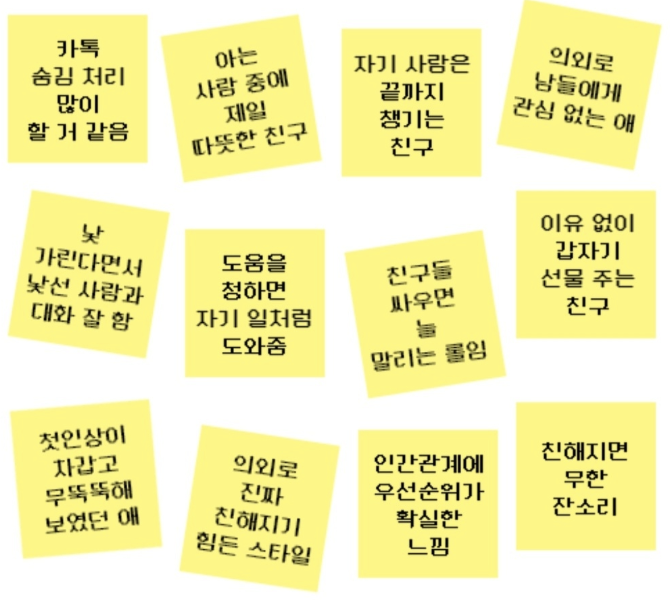 카톡
숨김 처리
많이
할 거 같음
아는
사람 중에
제일
따뜻한 친구
자기 사람은
끝까지
챙기는
친구
의외로
남들에게
관심 없는 애
낯
가린다면서
낯선 사람과
대화 잘 함
도움을
청하면
자기 일처럼
도와줌
친구들
싸우면
늘
말리는 롤임
이유 없이
갑자기
선물 주는
친구
첫인상이
차갑고
무뚝뚝해
보였던 애
의외로
진짜
친해지기
힘든 스타일
인간관계에
우선순위가
확실한
느낌
친해지면
무한
잔소리